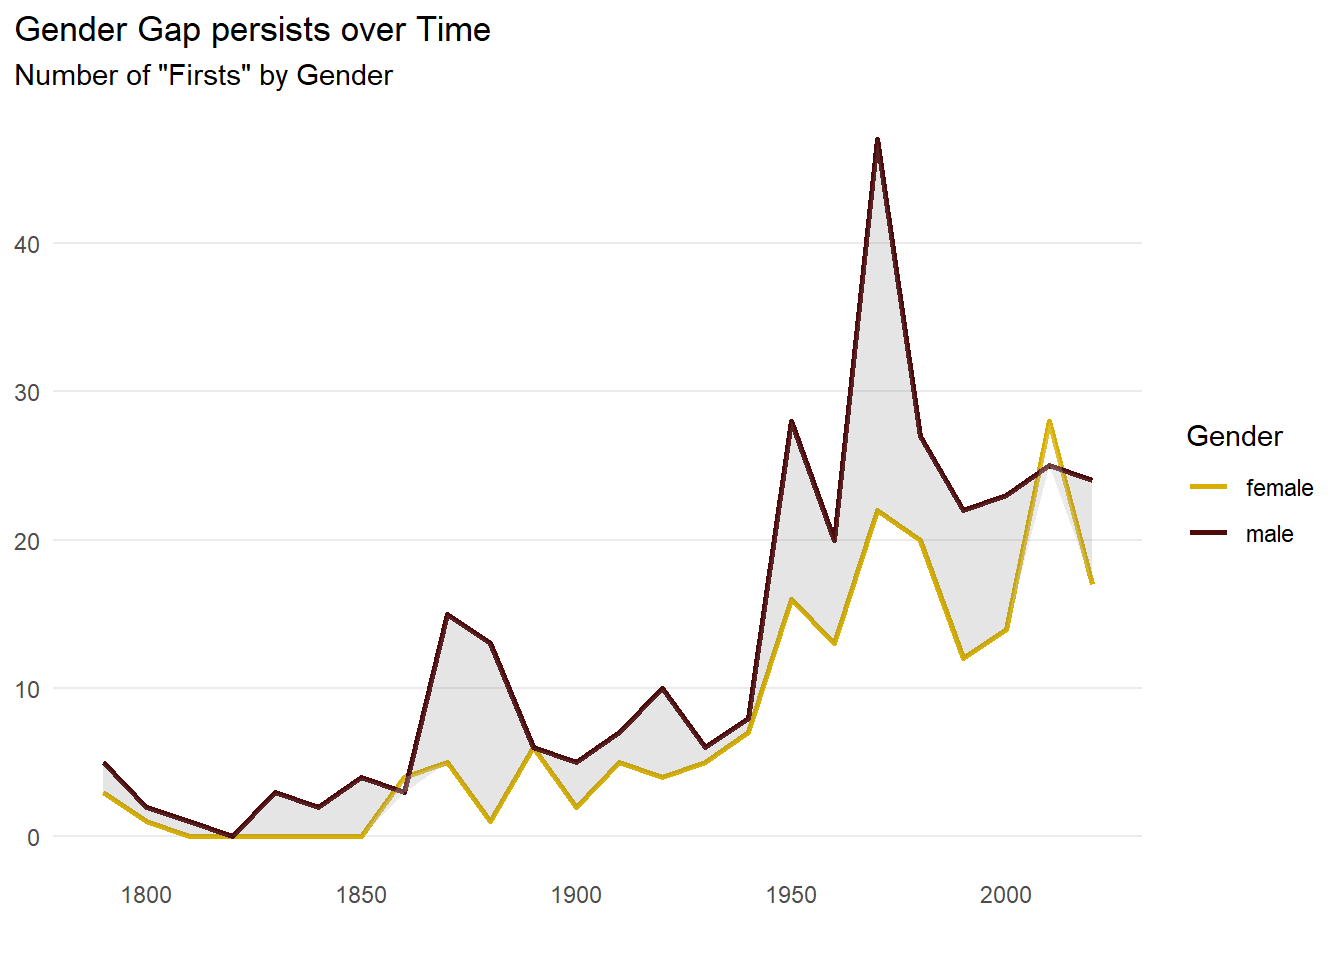 Gender Gap persists over Time
Number of "Firsts" by Gender
40
30
20
10
0
1800 1850 1900 1950 2000
Gender
female
male